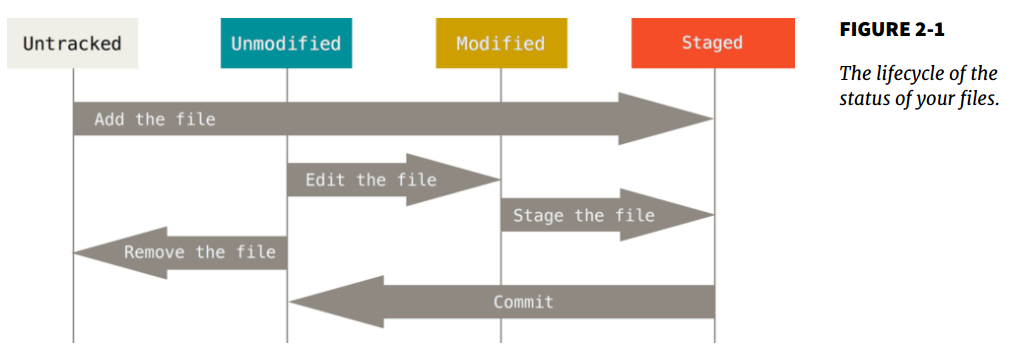 Untracked
Unmodified
Modified
Staged
FIGURE 2-1
The lifecycle of the
status of your files.
Add the file
Edit the file
Stage the file
Remove the file
Commit